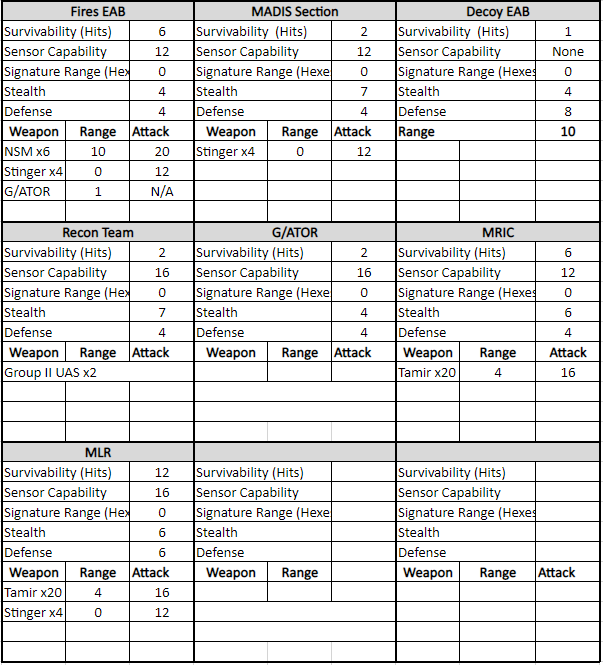 Fires EAB MADIS Section Decoy EAB
Survivability (Hits) 6 Survivability (Hits) 2 Survivability (Hits) 1
Sensor Capability 12 Sensor Capability 12 Sensor Capability None
Signature Range (Hex 0 Signature Range (Hexe 0 Signature Range (Hexes 0
Stealth 4 Stealth 7 Stealth 4
Defense 4 Defense 4 Defense 8
Weapon Range Attack Weapon Range Attack Range 10
NSM x6 10 20 Stinger x4 0 12
Stinger x4 0 12
G/ATOR 1 N/A
Recon Team G/ATOR MRIC
Survivability (Hits) 2 Survivability (Hits) 2 Survivability (Hits) 6
Sensor Capability 16 Sensor Capability 16 Sensor Capability 12
Signature Range (Hex 0 Signature Range (Hexe 0 Signature Range (Hexes 0
Stealth 7 Stealth 4 Stealth 6
Defense 4 Defense 4 Defense 4
Weapon Range Attack Weapon Range Attack Weapon Range Attack
Group II UAS x2 Tamir x20 4 16
MLR
Survivability (Hits) 12 Survivability (Hits) Survivability (Hits)
Sensor Capability 16 Sensor Capability Sensor Capability
Signature Range (Hex 0 Signature Range (Hexe Signature Range (Hexes
Stealth 6 Stealth Stealth
Defense 6 Defense Defense
Weapon Range Attack Weapon Range Weapon Range Attack
Tamir x20 4 16
Stinger x4 0 12